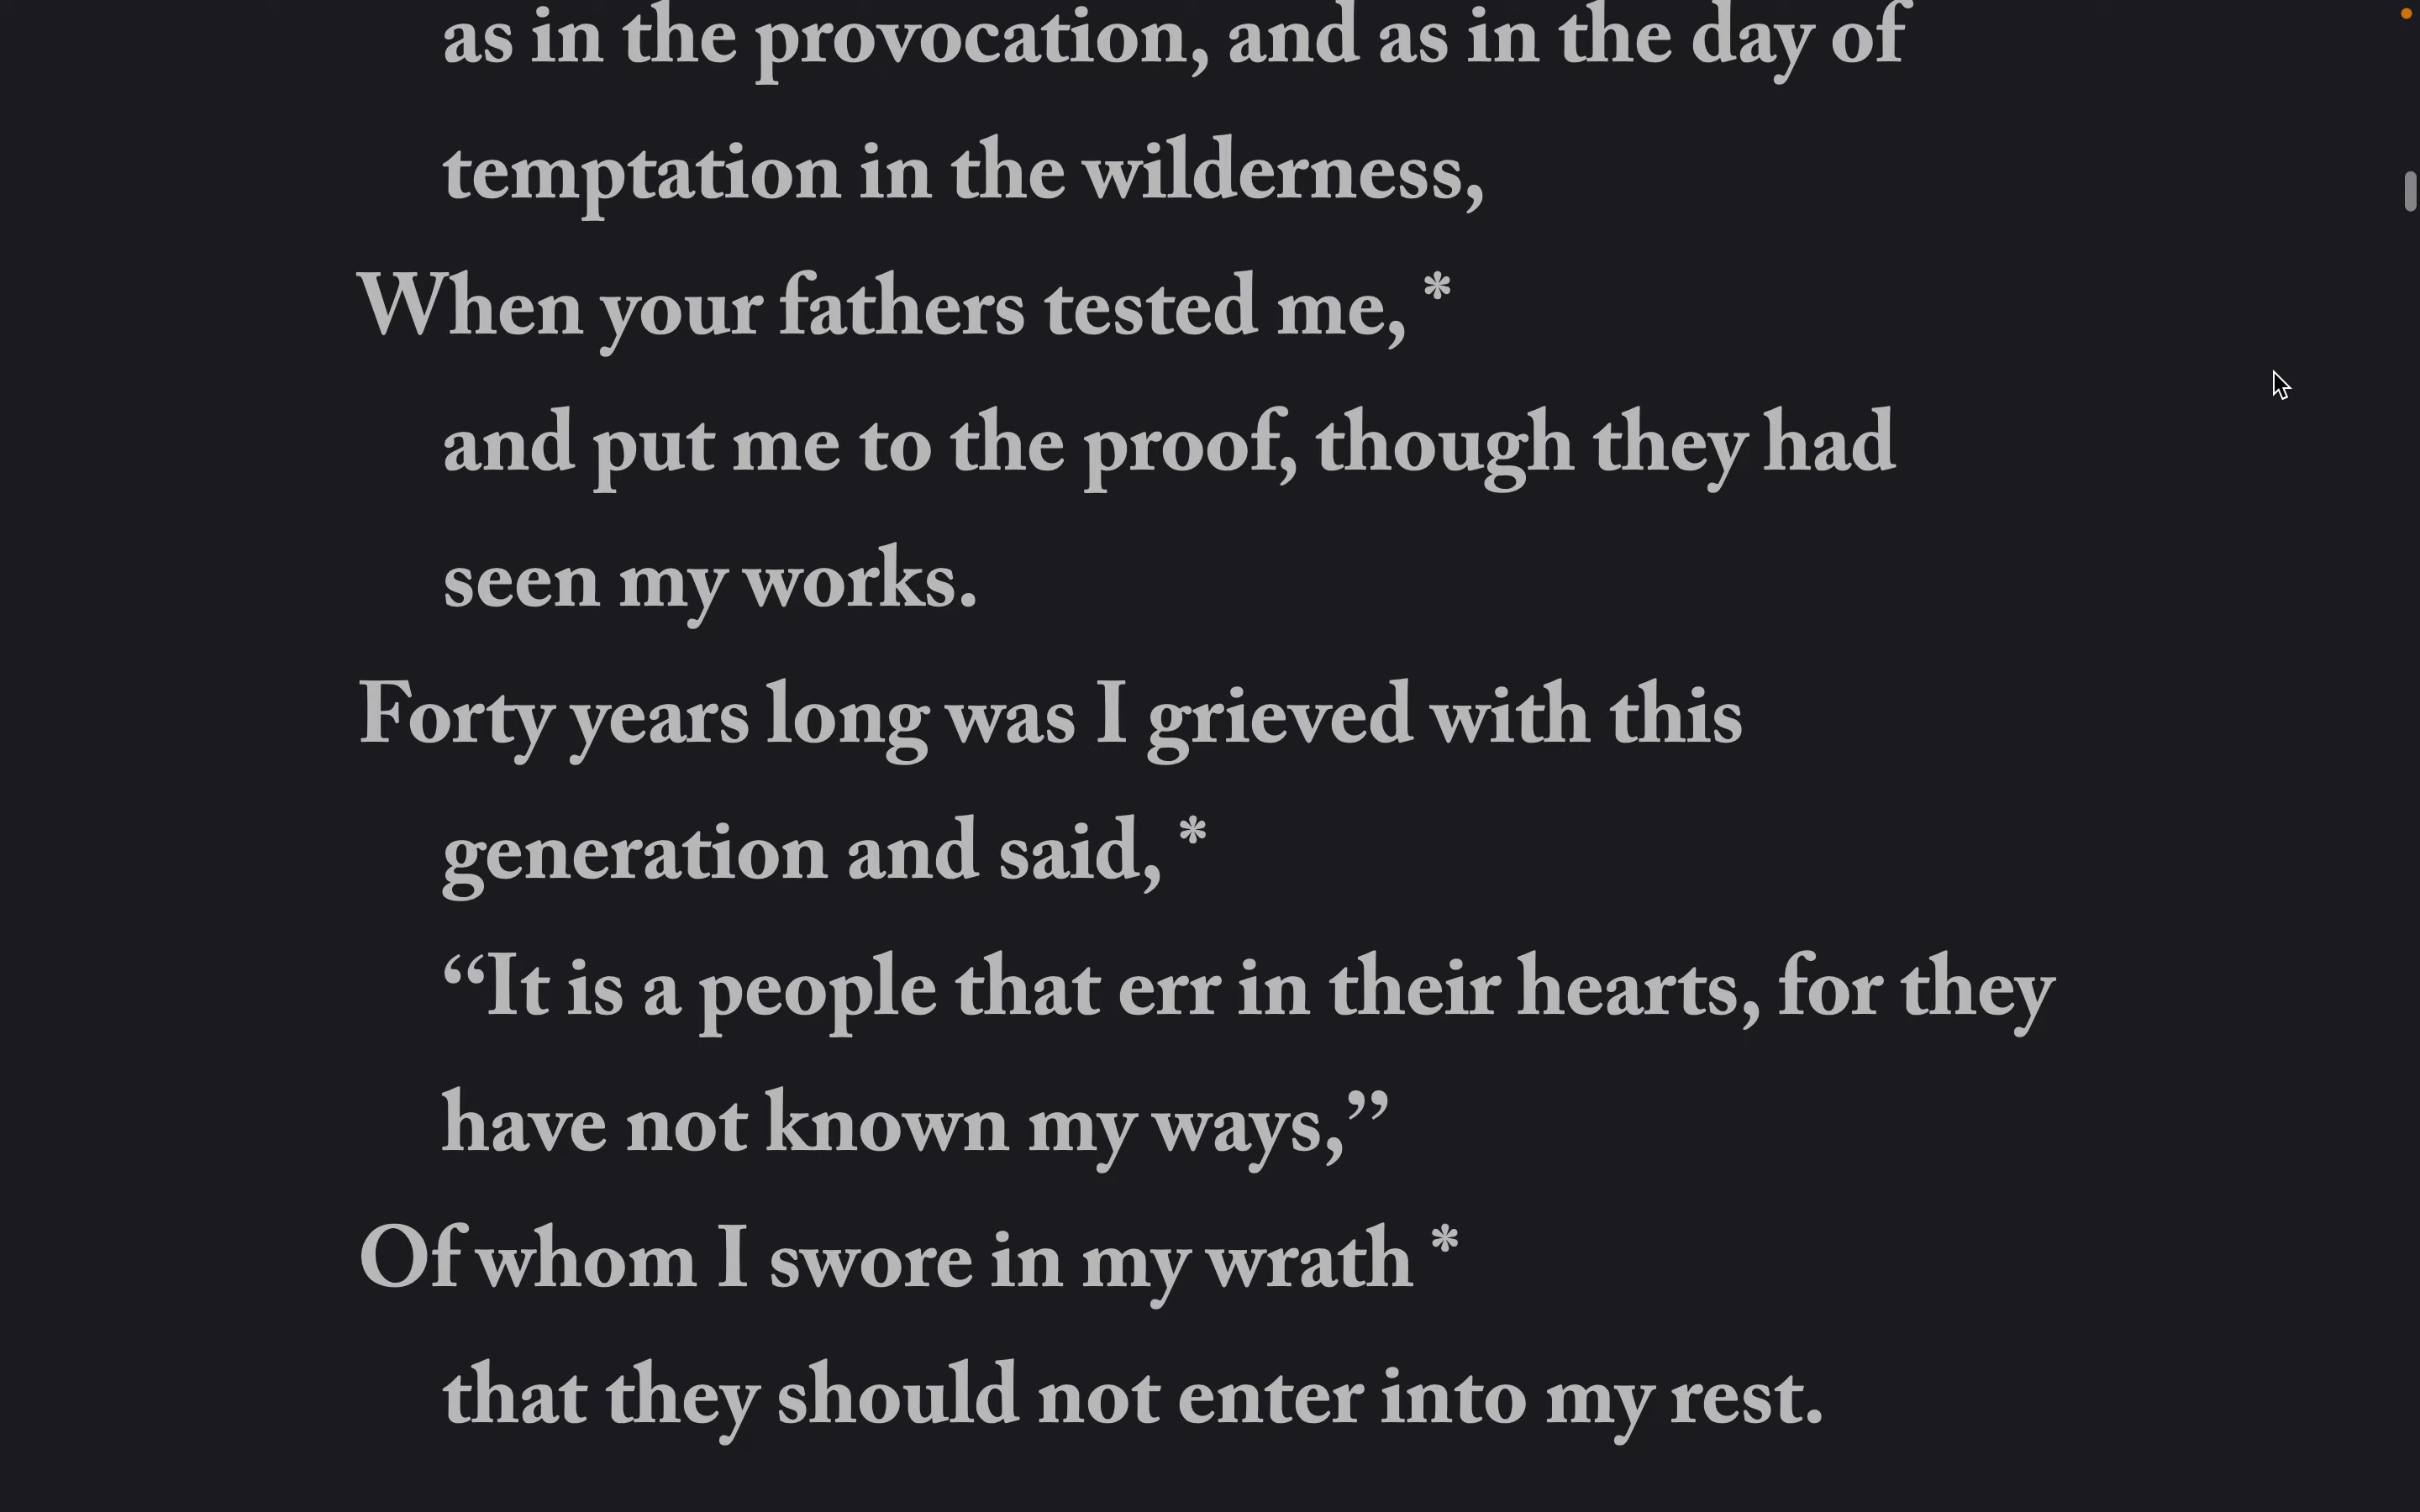 as in the provocation, and as in the day of
temptation in the wilderness,
When your fathers tested me,*
and put me to the proof, though they had
seen my works.
Forty years long was I grieved with this
generation and said,*
“It is a people that err in their hearts, for they
have not known my ways,”
Of whom I swore in my wrath *
that they should not enter into my rest.